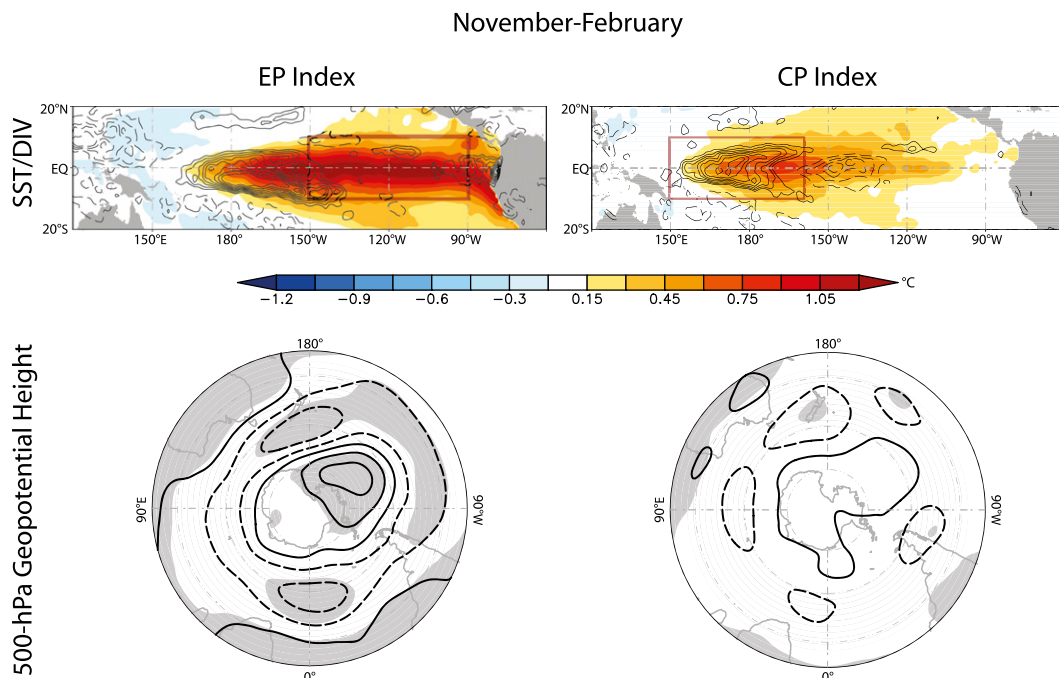 November-February
EP Index
CP Index
SST/DIV
20°N
EQ
20°S
150°E
180°
150°W
120°W
90°W
20°N
EQ
20°S
150°E
180°
150°W
120°W
90°W
−1.2
−0.9
−0.6
−0.3
0.15
0.45
0.75
1.05
°C
500-hPa Geopotential Height
180°
90°E
90°W
0°
180°
90°E
90°W
0°